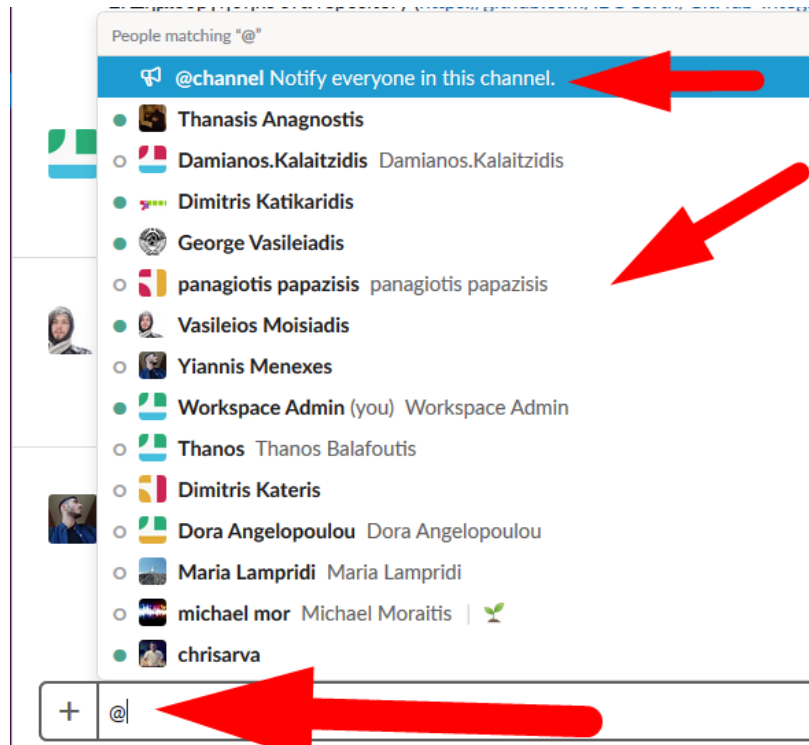 People matching “@”
@channel Notify everyone in this channel.
Thanasis Anagnostis
Damianos.Kalaitzidis Damianos.Kalaitzidis
Dimitris Katikaridis
George Vasileiadis
panagiotis papazisis panagiotis papazisis
Vasileios Moisiadis
Yiannis Menexes
Workspace Admin (you) Workspace Admin
Thanos Thanos Balafoutis
Dimitris Kateris
Dora Angelopoulou Dora Angelopoulou
Maria Lampridi Maria Lampridi
michael mor Michael Moraitis
chrisarva
+ @